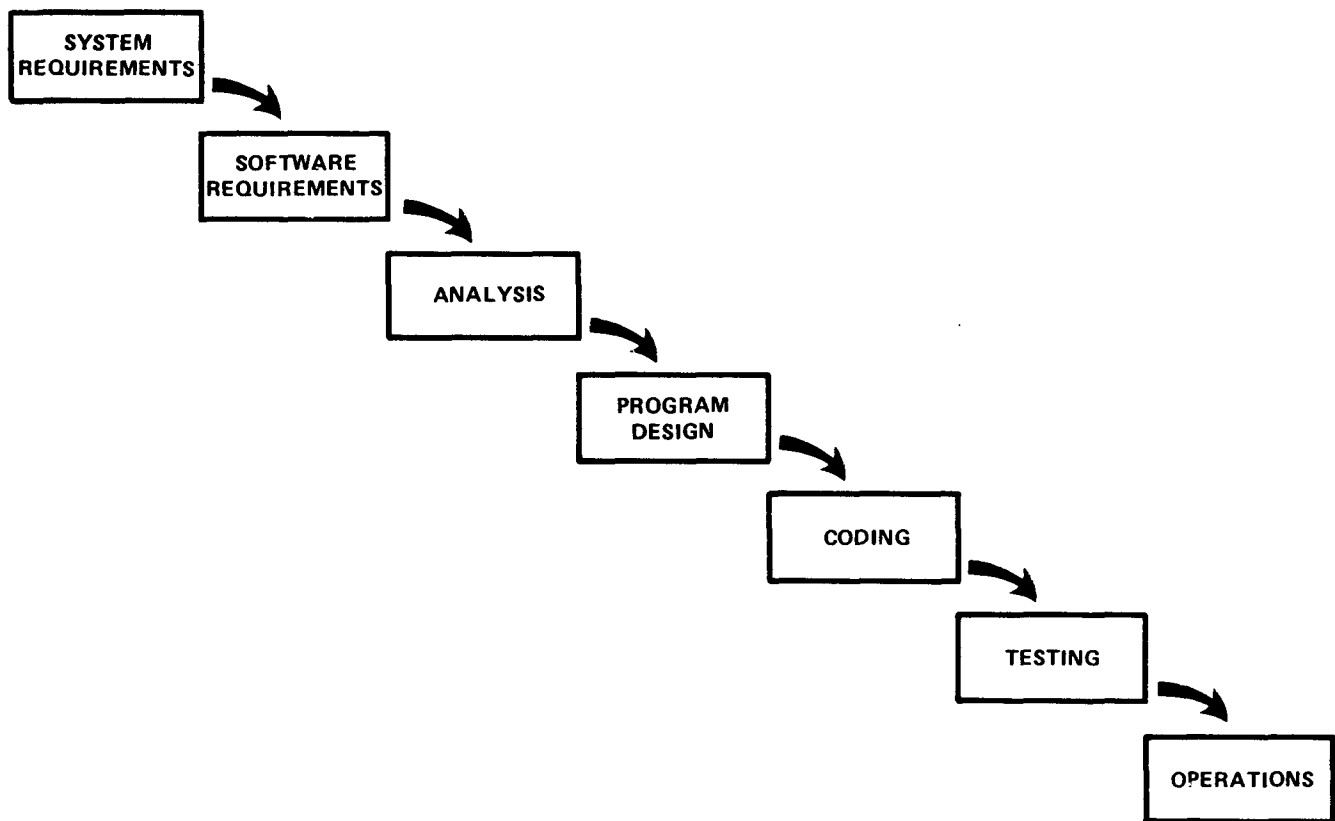 SYSTEM
REQUIREMENTS
SOFTWARE
REQUIREMENTS
ANALYSIS
PROGRAM
DESIGN
CODING
TESTING
OPERATIONS